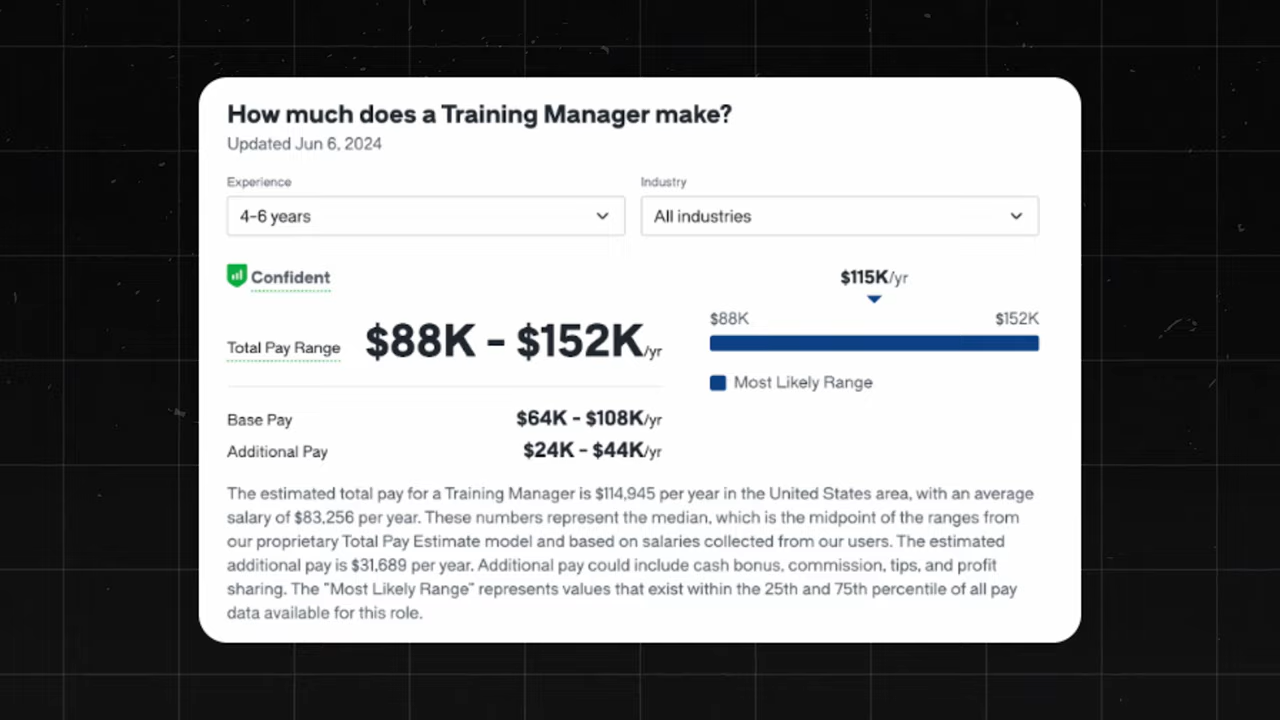 How much does a Training Manager make?
Updated Jun 6, 2024
Experience
Industry
4-6 years
All industries
Confident
$115K/yr
$88K
$152K
Total Pay Range
$88K - $152K/yr
Most Likely Range
Base Pay
$64K - $108K/yr
Additional Pay
$24K - $44K/yr
The estimated total pay for a Training Manager is $114,945 per year in the United States area, with an average
salary of $83,256 per year. These numbers represent the median, which is the midpoint of the ranges from
our proprietary Total Pay Estimate model and based on salaries collected from our users. The estimated
additional pay is $31,689 per year. Additional pay could include cash bonus, commission, tips, and profit
sharing. The "Most Likely Range" represents values that exist within the 25th and 75th percentile of all pay
data available for this role.